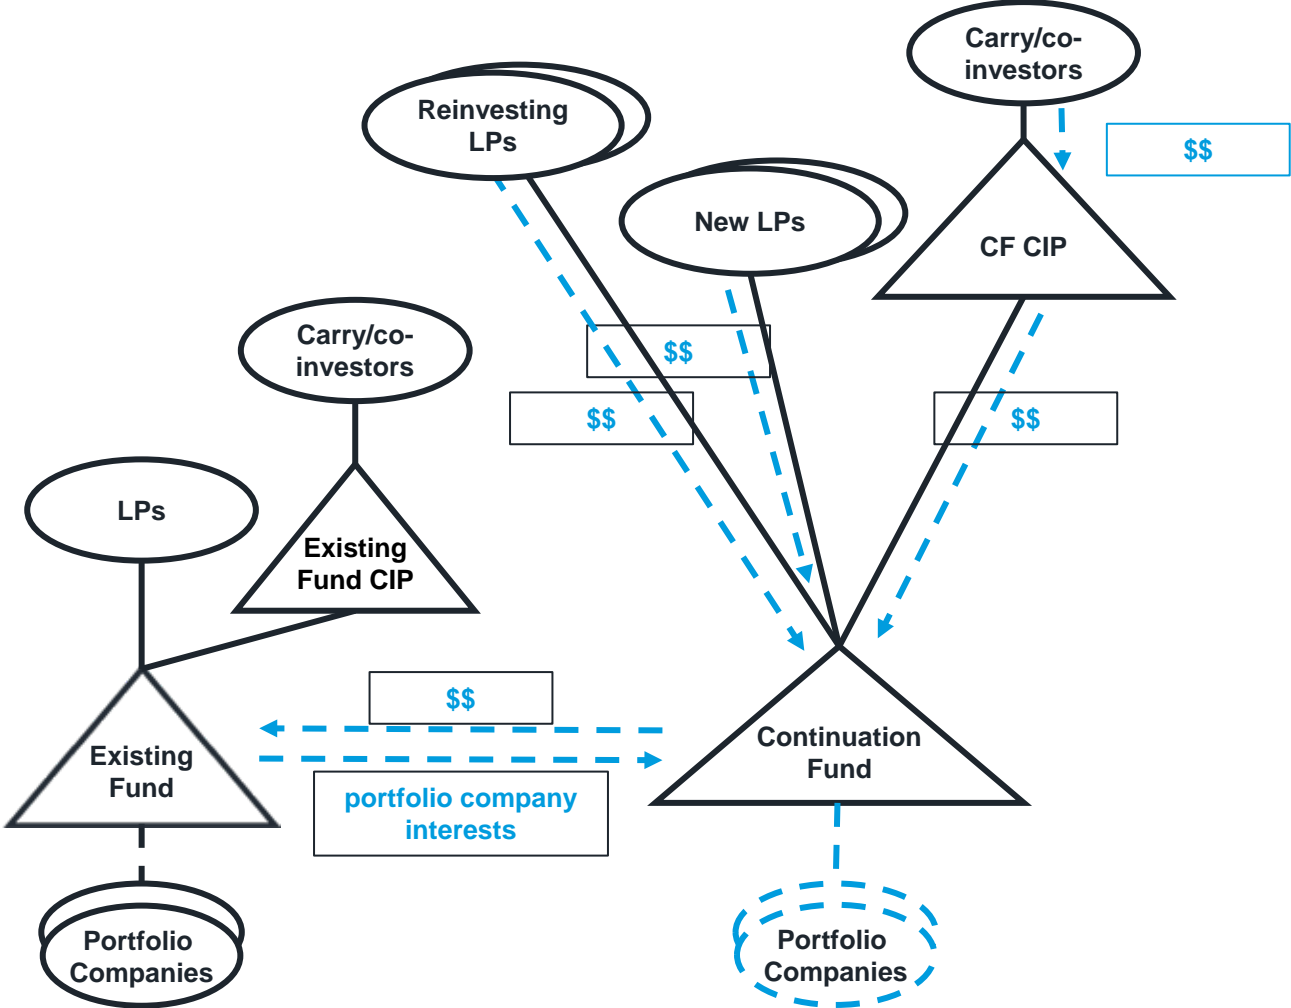 Carry/co-
investors
Reinvesting
LPs
$$
New LPs
CF CIP
Carry/co-
investors
$$
$$
$$
LPs
Existing
Fund CIP
$$
Existing
Fund
Continuation
Fund
portfolio company
interests
Portfolio
Companies
Portfolio
Companies